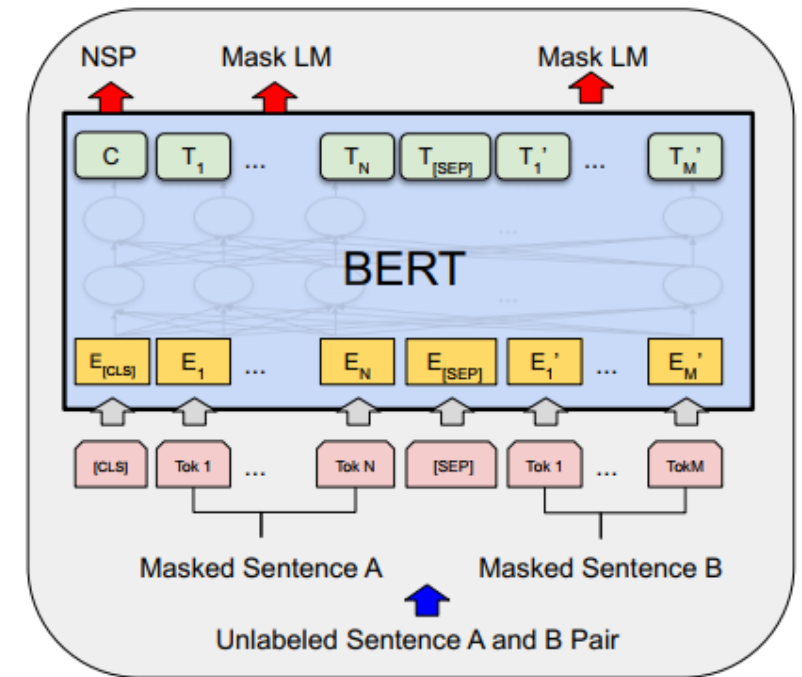 NSP Mask LM Mask LM
C T1 ... TN T[SEP] T1’ ... TM’
...
BERT
...
E[CLS] E1 ... EN E[SEP] E1’ ... EM’
[CLS] Tok 1 ... Tok N [SEP] Tok 1 ... TokM
Masked Sentence A Masked Sentence B
Unlabeled Sentence A and B Pair